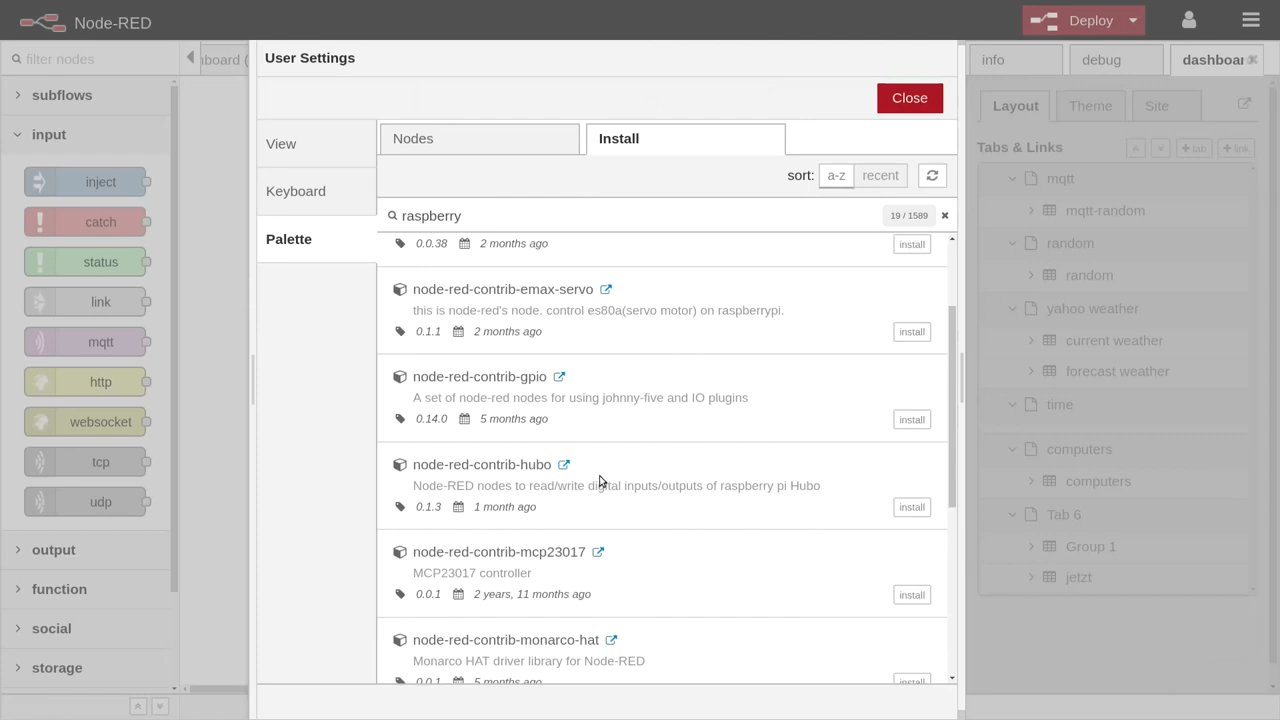 Node-RED
Deploy
filter nodes
subflows
input
inject
catch
status
link
mqtt
http
websocket
tcp
udp
output
function
social
storage
User Settings
Close
View
Keyboard
Palette
Nodes
Install
sort: a-z recent
raspberry
19 / 1589
0.0.38 2 months ago
install
node-red-contrib-emax-servo
this is node-red's node. control es80a(servo motor) on raspberrypi.
0.1.1 2 months ago
install
node-red-contrib-gpio
A set of node-red nodes for using johnny-five and IO plugins
0.14.0 5 months ago
install
node-red-contrib-hubo
Node-RED nodes to read/write digital inputs/outputs of raspberry pi Hubo
0.1.3 1 month ago
install
node-red-contrib-mcp23017
MCP23017 controller
0.0.1 2 years, 11 months ago
install
node-red-contrib-monarco-hat
Monarco HAT driver library for Node-RED
0.0.1 5 months ago
install
info
debug
Layout
Theme
Site
Tabs & Links
+ tab
+ link
mqtt
mqtt-random
random
random
yahoo weather
current weather
forecast weather
time
computers
computers
Tab 6
Group 1
jetzt